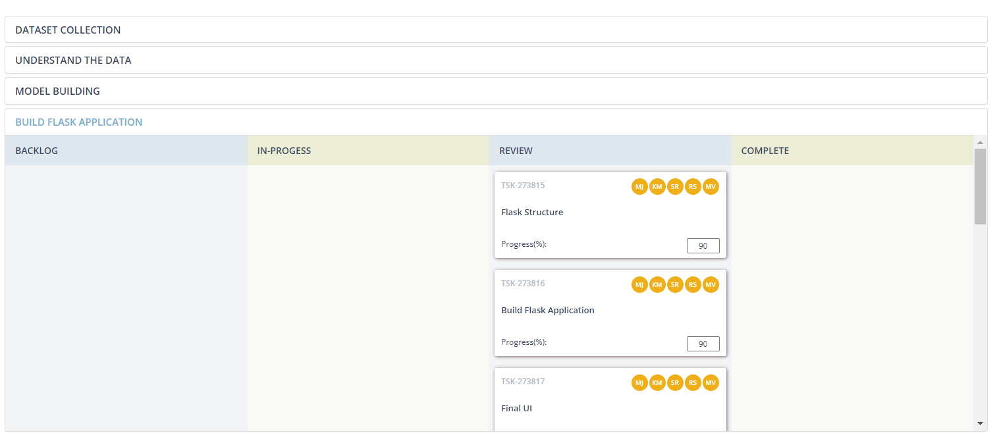 DATASET COLLECTION
UNDERSTAND THE DATA
MODEL BUILDING
BUILD FLASK APPLICATION
BACKLOG IN-PROGESS REVIEW COMPLETE
TSK-273815 MJ KM SR RS MV
Flask Structure
Progress(%): 90
TSK-273816 MJ KM SR RS MV
Build Flask Application
Progress(%): 90
TSK-273817 MJ KM SR RS MV
Final UI